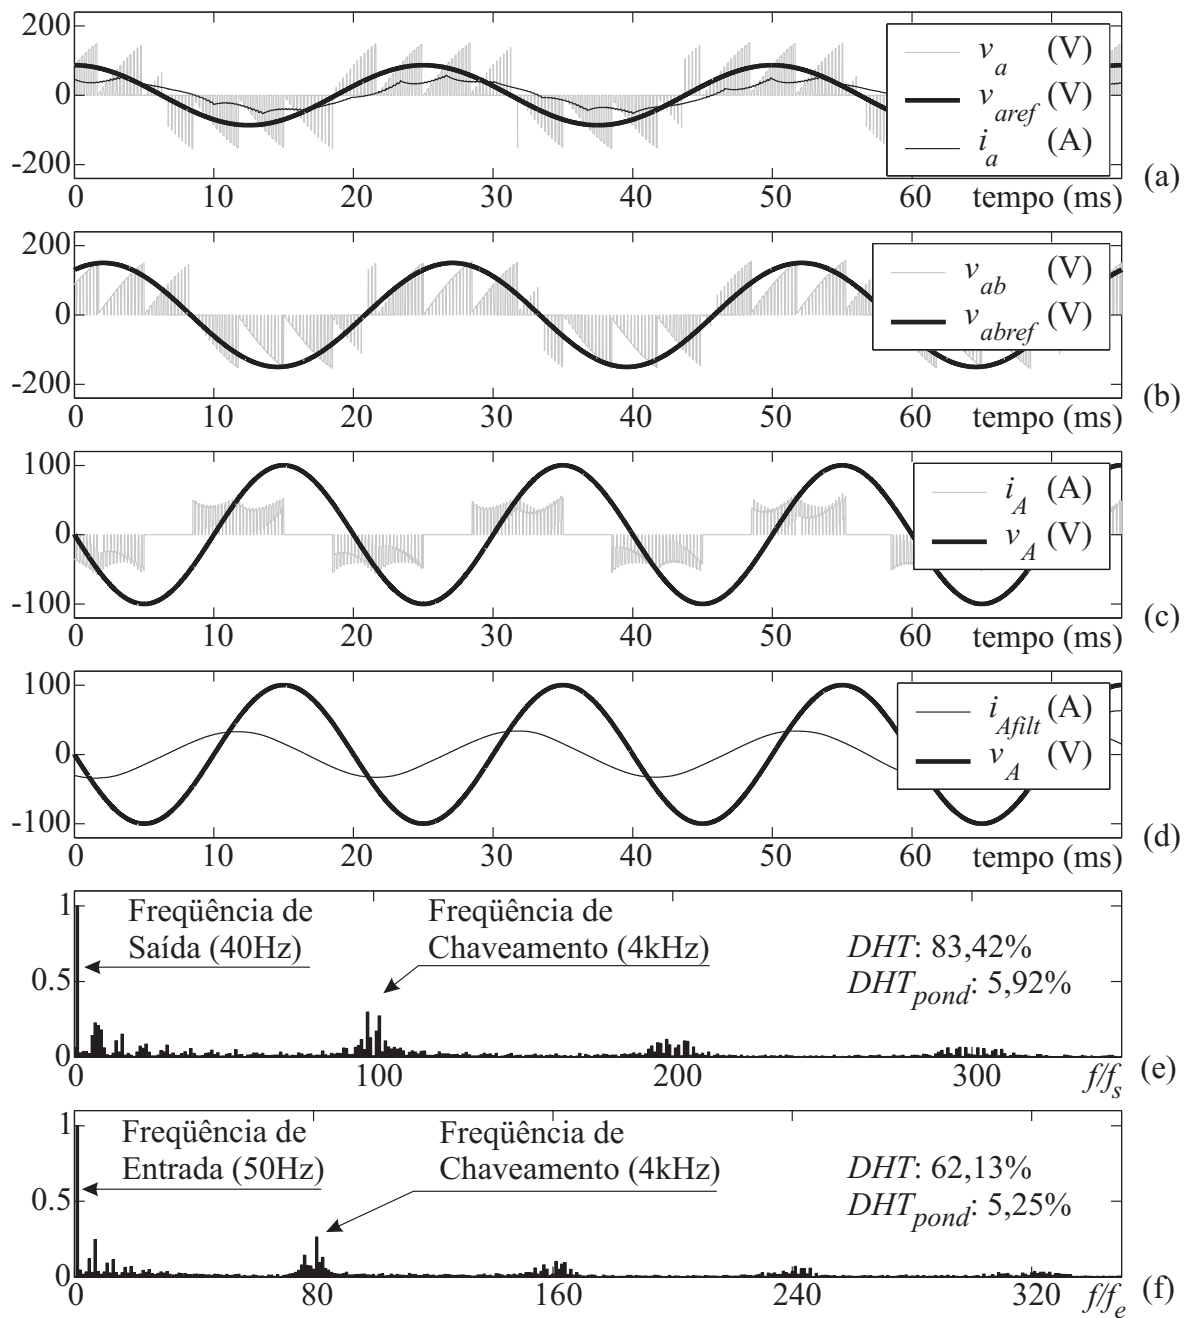 200
0
-200
v_a (V)
v_aref (V)
i_a (A)
0 10 20 30 40 50 60 tempo (ms)
(a)
200
0
-200
v_ab (V)
v_abref (V)
0 10 20 30 40 50 60 tempo (ms)
(b)
100
0
-100
i_A (A)
v_A (V)
0 10 20 30 40 50 60 tempo (ms)
(c)
100
0
-100
i_Afilt (A)
v_A (V)
0 10 20 30 40 50 60 tempo (ms)
(d)
1
0.5
0
Freqüência de
Saída (40Hz)
Freqüência de
Chaveamento (4kHz)
DHT: 83,42%
DHT_pond: 5,92%
0 100 200 300 f/f_s
(e)
1
0.5
0
Freqüência de
Entrada (50Hz)
Freqüência de
Chaveamento (4kHz)
DHT: 62,13%
DHT_pond: 5,25%
0 80 160 240 320 f/f_e
(f)